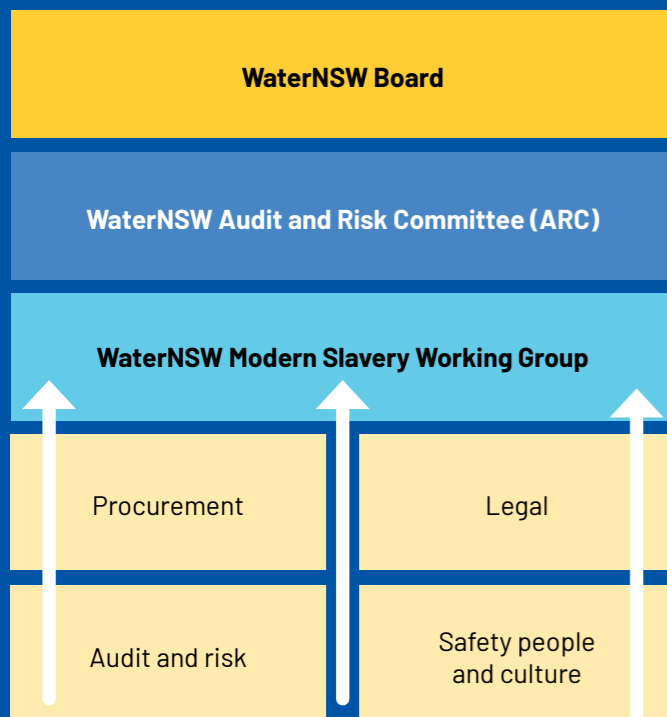 WaterNSW Board
WaterNSW Audit and Risk Committee (ARC)
WaterNSW Modern Slavery Working Group
Procurement
Legal
Audit and risk
Safety people
and culture